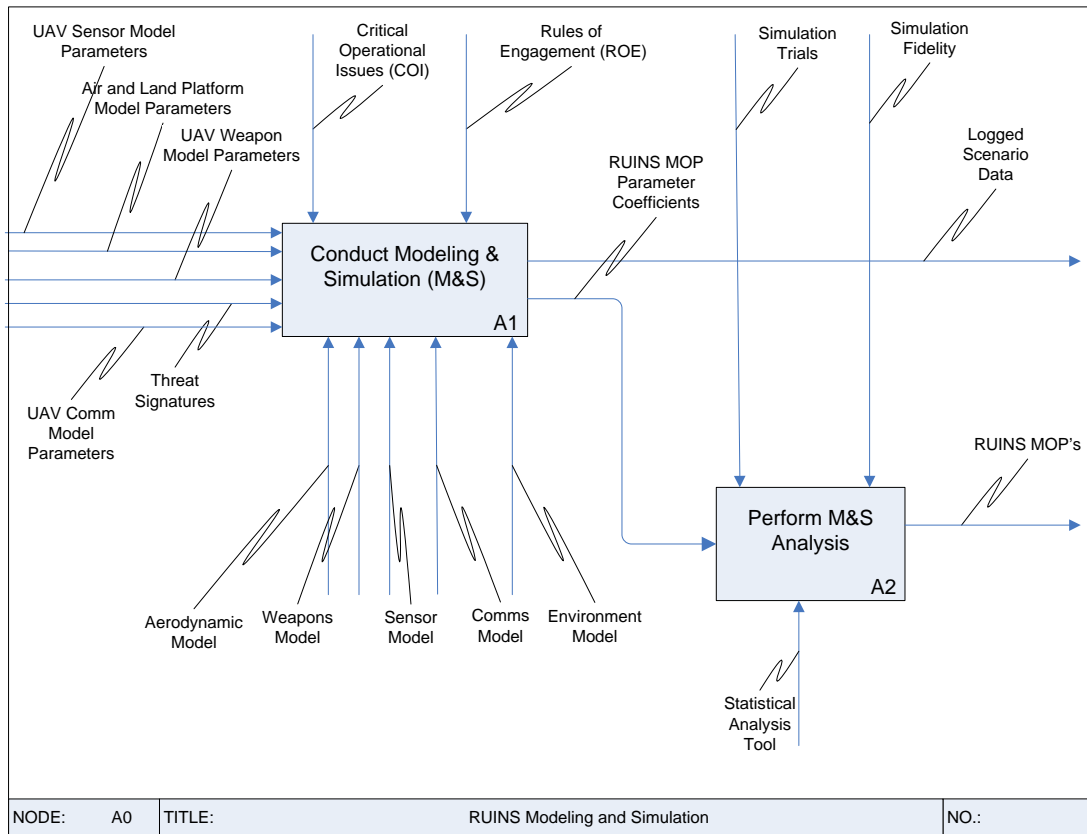 UAV Sensor Model
Parameters
Air and Land Platform
Model Parameters
UAV Weapon
Model Parameters
Critical
Operational
Issues (COI)
Rules of
Engagement (ROE)
Simulation
Trials
Simulation
Fidelity
RUINS MOP
Parameter
Coefficients
Logged
Scenario
Data
Conduct Modeling &
Simulation (M&S)
A1
Threat
Signatures
UAV Comm
Model
Parameters
RUINS MOP's
Perform M&S
Analysis
A2
Aerodynamic
Model
Weapons
Model
Sensor
Model
Comms
Model
Environment
Model
Statistical
Analysis
Tool
NODE: A0
TITLE: RUINS Modeling and Simulation
NO.: